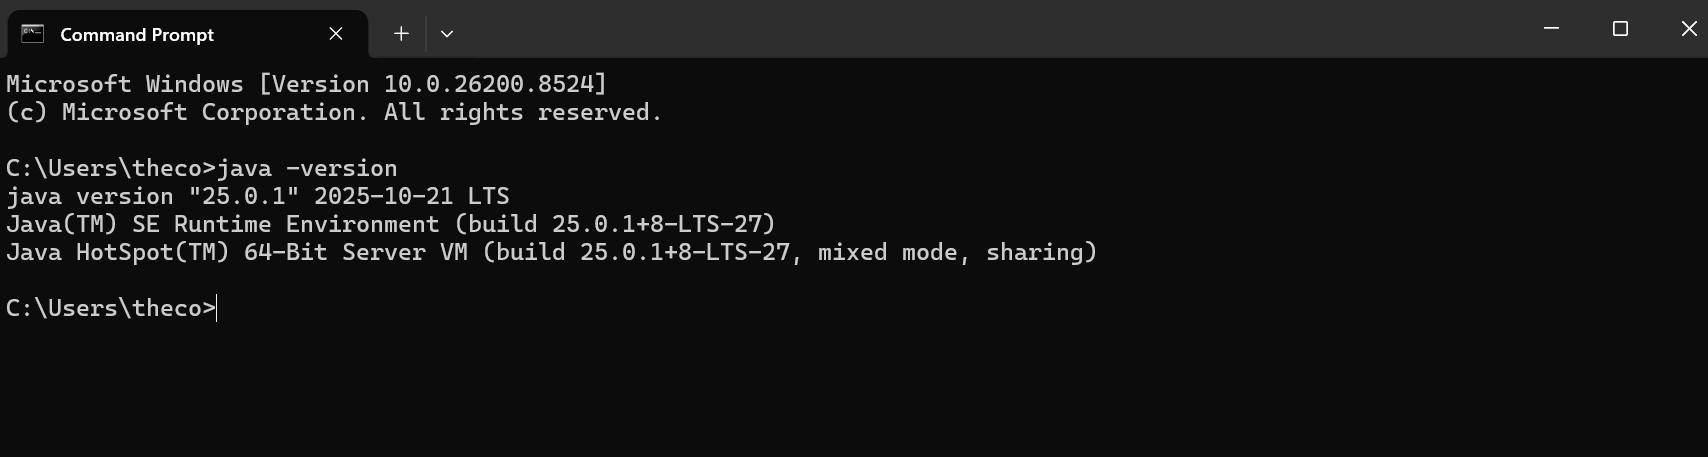 Command Prompt
Microsoft Windows [Version 10.0.26200.8524]
(c) Microsoft Corporation. All rights reserved.
C:\Users\theco>java -version
java version "25.0.1" 2025-10-21 LTS
Java(TM) SE Runtime Environment (build 25.0.1+8-LTS-27)
Java HotSpot(TM) 64-Bit Server VM (build 25.0.1+8-LTS-27, mixed mode, sharing)
C:\Users\theco>